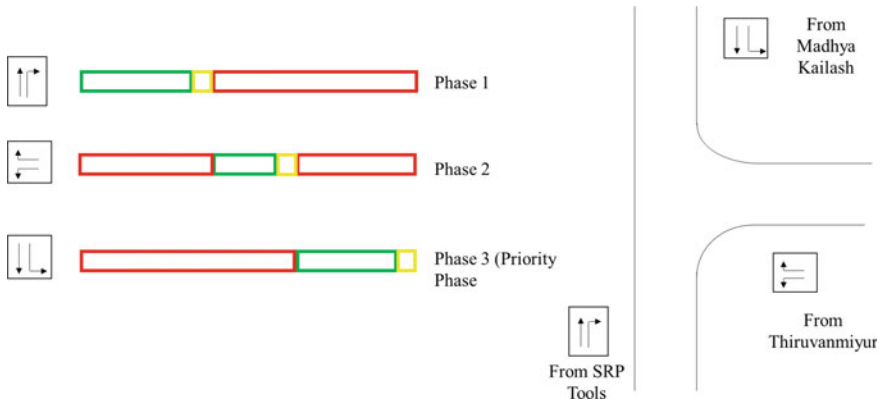 Phase 1
Phase 2
Phase 3 (Priority
Phase
From
Madhya
Kailash
From
Thiruvanmiyur
From SRP
Tools